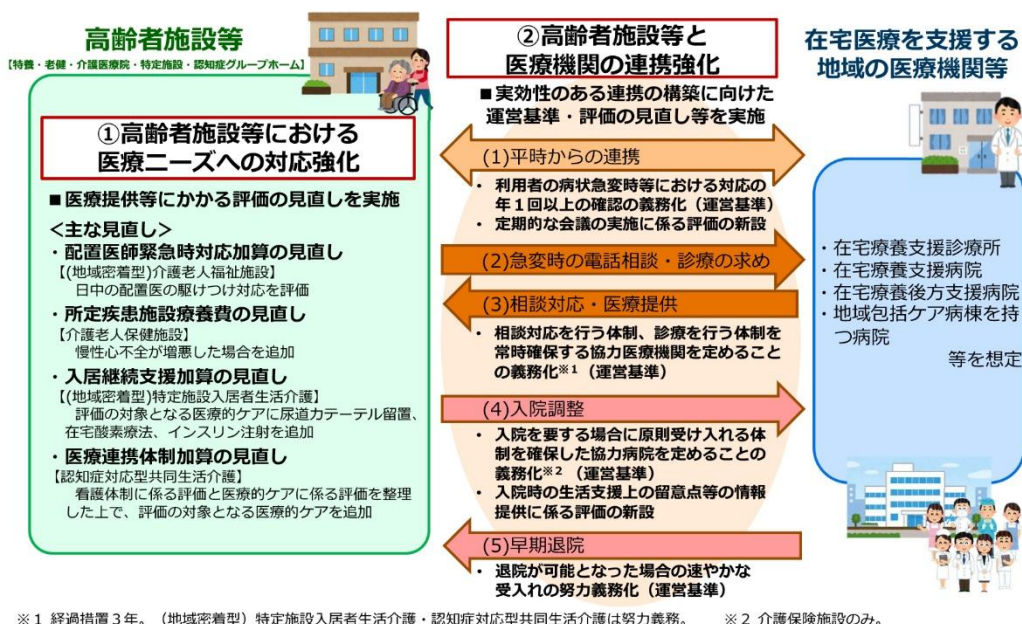 高齢者施設等
【特養・老健・介護医療院・特定施設・認知症グループホーム】
①高齢者施設等における
医療ニーズへの対応強化
■医療提供等にかかる評価の見直しを実施
<主な見直し>
・配置医師緊急時対応加算の見直し
【(地域密着型)介護老人福祉施設】
日中の配置医の駆けつけ対応を評価
・所定疾患施設療養費の見直し
【介護老人保健施設】
慢性心不全が増悪した場合を追加
・入居継続支援加算の見直し
【(地域密着型)特定施設入居者生活介護】
評価の対象となる医療的ケアに尿道カテーテル留置、
在宅酸素療法、インスリン注射を追加
・医療連携体制加算の見直し
【認知症対応型共同生活介護】
看護体制に係る評価と医療的ケアに係る評価を整理
した上で、評価の対象となる医療的ケアを追加
②高齢者施設等と
医療機関の連携強化
■実効性のある連携の構築に向けた
運営基準・評価の見直し等を実施
(1)平時からの連携
・利用者の病状急変時等における対応の
年１回以上の確認の義務化（運営基準）
・定期的な会議の実施に係る評価の新設
(2)急変時の電話相談・診療の求め
(3)相談対応・医療提供
・相談対応を行う体制、診療を行う体制を
常時確保する協力医療機関を定めること
の義務化※1（運営基準）
(4)入院調整
・入院を要する場合に原則受け入れる体
制を確保した協力病院を定めることの
義務化※2（運営基準）
・入院時の生活支援上の留意点等の情報
提供に係る評価の新設
(5)早期退院
・退院が可能となった場合の速やかな
受入れの努力義務化（運営基準）
在宅医療を支援する
地域の医療機関等
・在宅療養支援診療所
・在宅療養支援病院
・在宅療養後方支援病院
・地域包括ケア病棟を持
つ病院
等を想定
※１ 経過措置３年。（地域密着型）特定施設入居者生活介護・認知症対応型共同生活介護は努力義務。 ※２ 介護保険施設のみ。